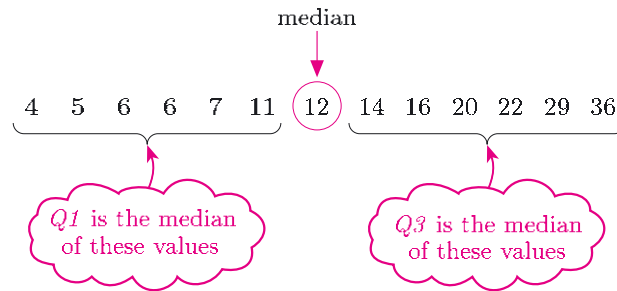 median
4 5 6 6 7 11 12 14 16 20 22 29 36
Q1 is the median
of these values
Q3 is the median
of these values